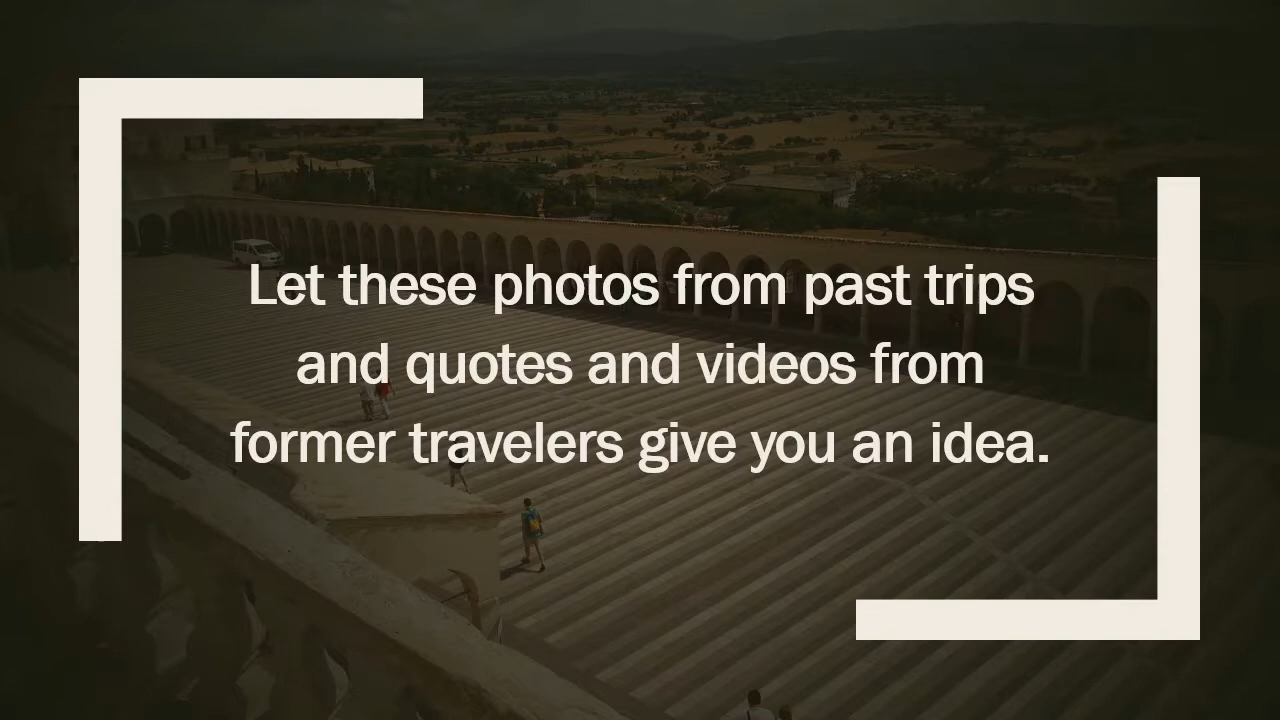 Let these photos from past trips
and quotes and videos from
former travelers give you an idea.